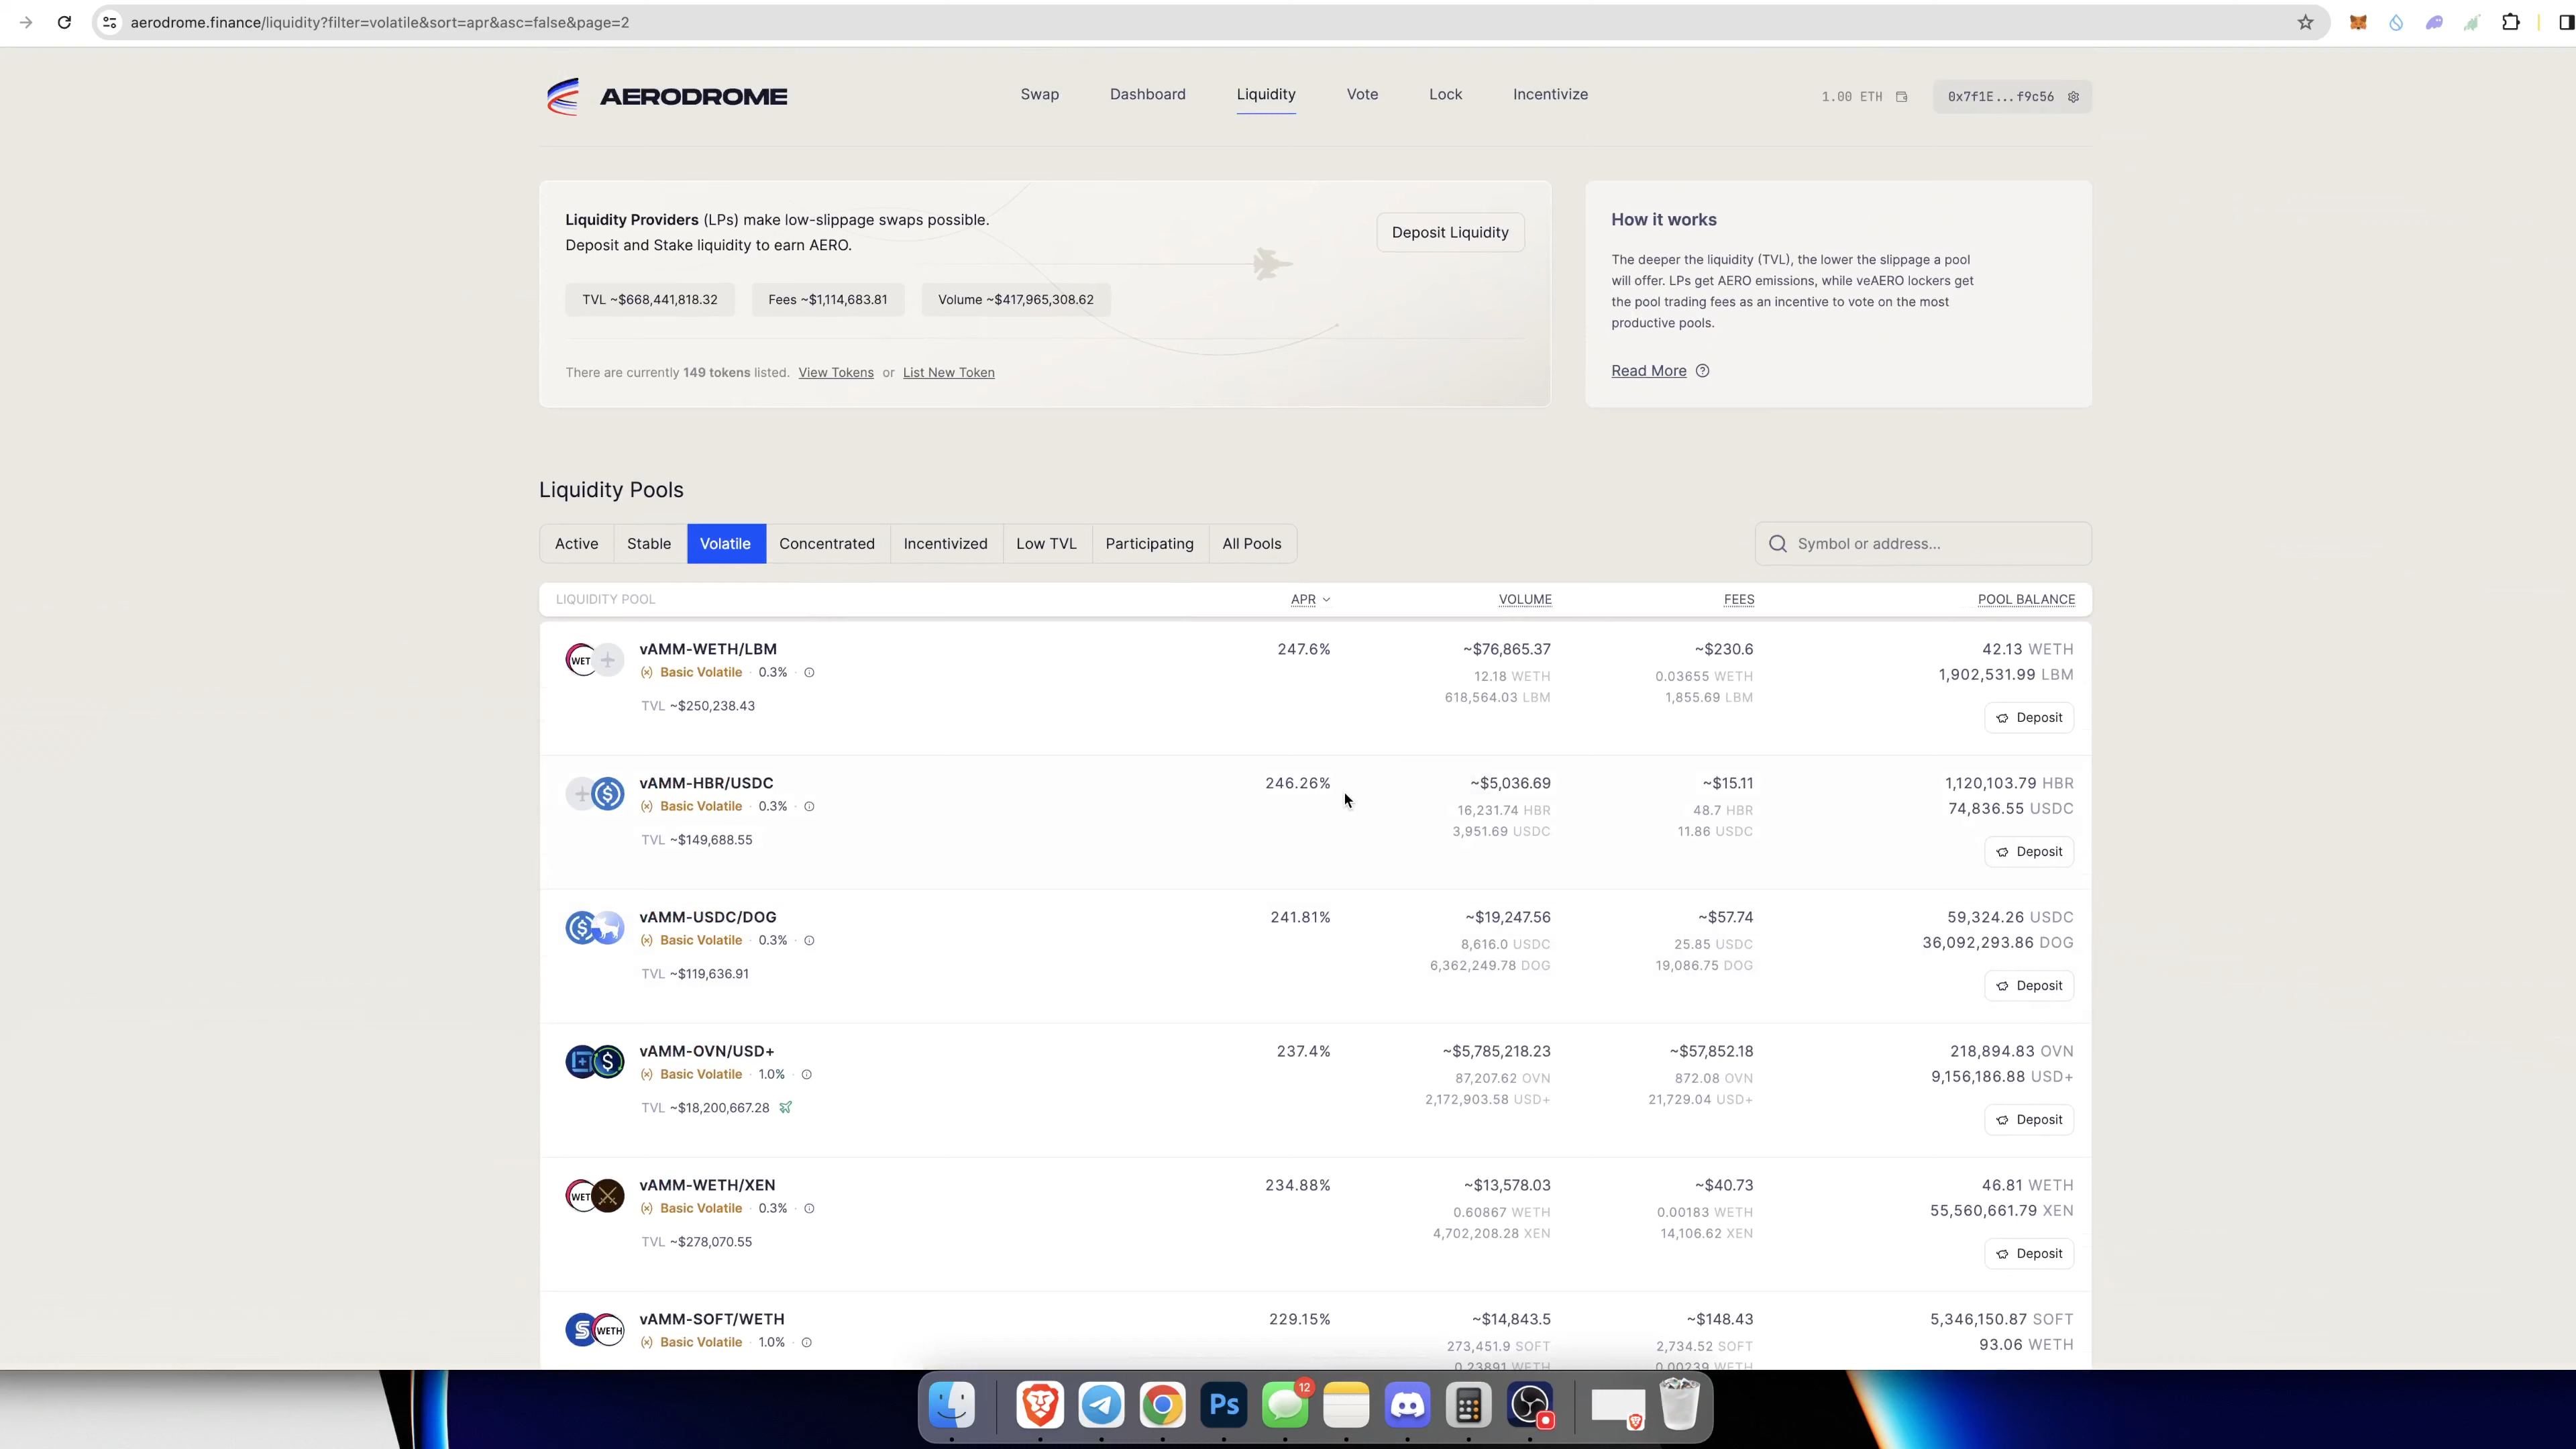 aerodrome.finance/liquidity?filter=volatile&sort=apr&asc=false&page=2
AERODROME
Swap
Dashboard
Liquidity
Vote
Lock
Incentivize
1.00 ETH
0x7f1E...f9c56
Liquidity Providers (LPs) make low-slippage swaps possible.
Deposit and Stake liquidity to earn AERO.
Deposit Liquidity
TVL ~$668,441,818.32
Fees ~$1,114,683.81
Volume ~$417,965,308.62
There are currently 149 tokens listed. View Tokens or List New Token
How it works
The deeper the liquidity (TVL), the lower the slippage a pool
will offer. LPs get AERO emissions, while veAERO lockers get
the pool trading fees as an incentive to vote on the most
productive pools.
Read More
Liquidity Pools
Active
Stable
Volatile
Concentrated
Incentivized
Low TVL
Participating
All Pools
Symbol or address...
LIQUIDITY POOL
APR
VOLUME
FEES
POOL BALANCE
WET
vAMM-WETH/LBM
Basic Volatile · 0.3% ·
TVL ~$250,238.43
247.6%
~$76,865.37
12.18 WETH
618,564.03 LBM
~$230.6
0.03655 WETH
1,855.69 LBM
42.13 WETH
1,902,531.99 LBM
Deposit
vAMM-HBR/USDC
Basic Volatile · 0.3% ·
TVL ~$149,688.55
246.26%
~$5,036.69
16,231.74 HBR
3,951.69 USDC
~$15.11
48.7 HBR
11.86 USDC
1,120,103.79 HBR
74,836.55 USDC
Deposit
vAMM-USDC/DOG
Basic Volatile · 0.3% ·
TVL ~$119,636.91
241.81%
~$19,247.56
8,616.0 USDC
6,362,249.78 DOG
~$57.74
25.85 USDC
19,086.75 DOG
59,324.26 USDC
36,092,293.86 DOG
Deposit
vAMM-OVN/USD+
Basic Volatile · 1.0% ·
TVL ~$18,200,667.28
237.4%
~$5,785,218.23
87,207.62 OVN
2,172,903.58 USD+
~$57,852.18
872.08 OVN
21,729.04 USD+
218,894.83 OVN
9,156,186.88 USD+
Deposit
WET
vAMM-WETH/XEN
Basic Volatile · 0.3% ·
TVL ~$278,070.55
234.88%
~$13,578.03
0.60867 WETH
4,702,208.28 XEN
~$40.73
0.00183 WETH
14,106.62 XEN
46.81 WETH
55,560,661.79 XEN
Deposit
WETH
vAMM-SOFT/WETH
Basic Volatile · 1.0% ·
229.15%
~$14,843.5
273,451.9 SOFT
0.23891 WETH
~$148.43
2,734.52 SOFT
0.00239 WETH
5,346,150.87 SOFT
93.06 WETH
Ps
12